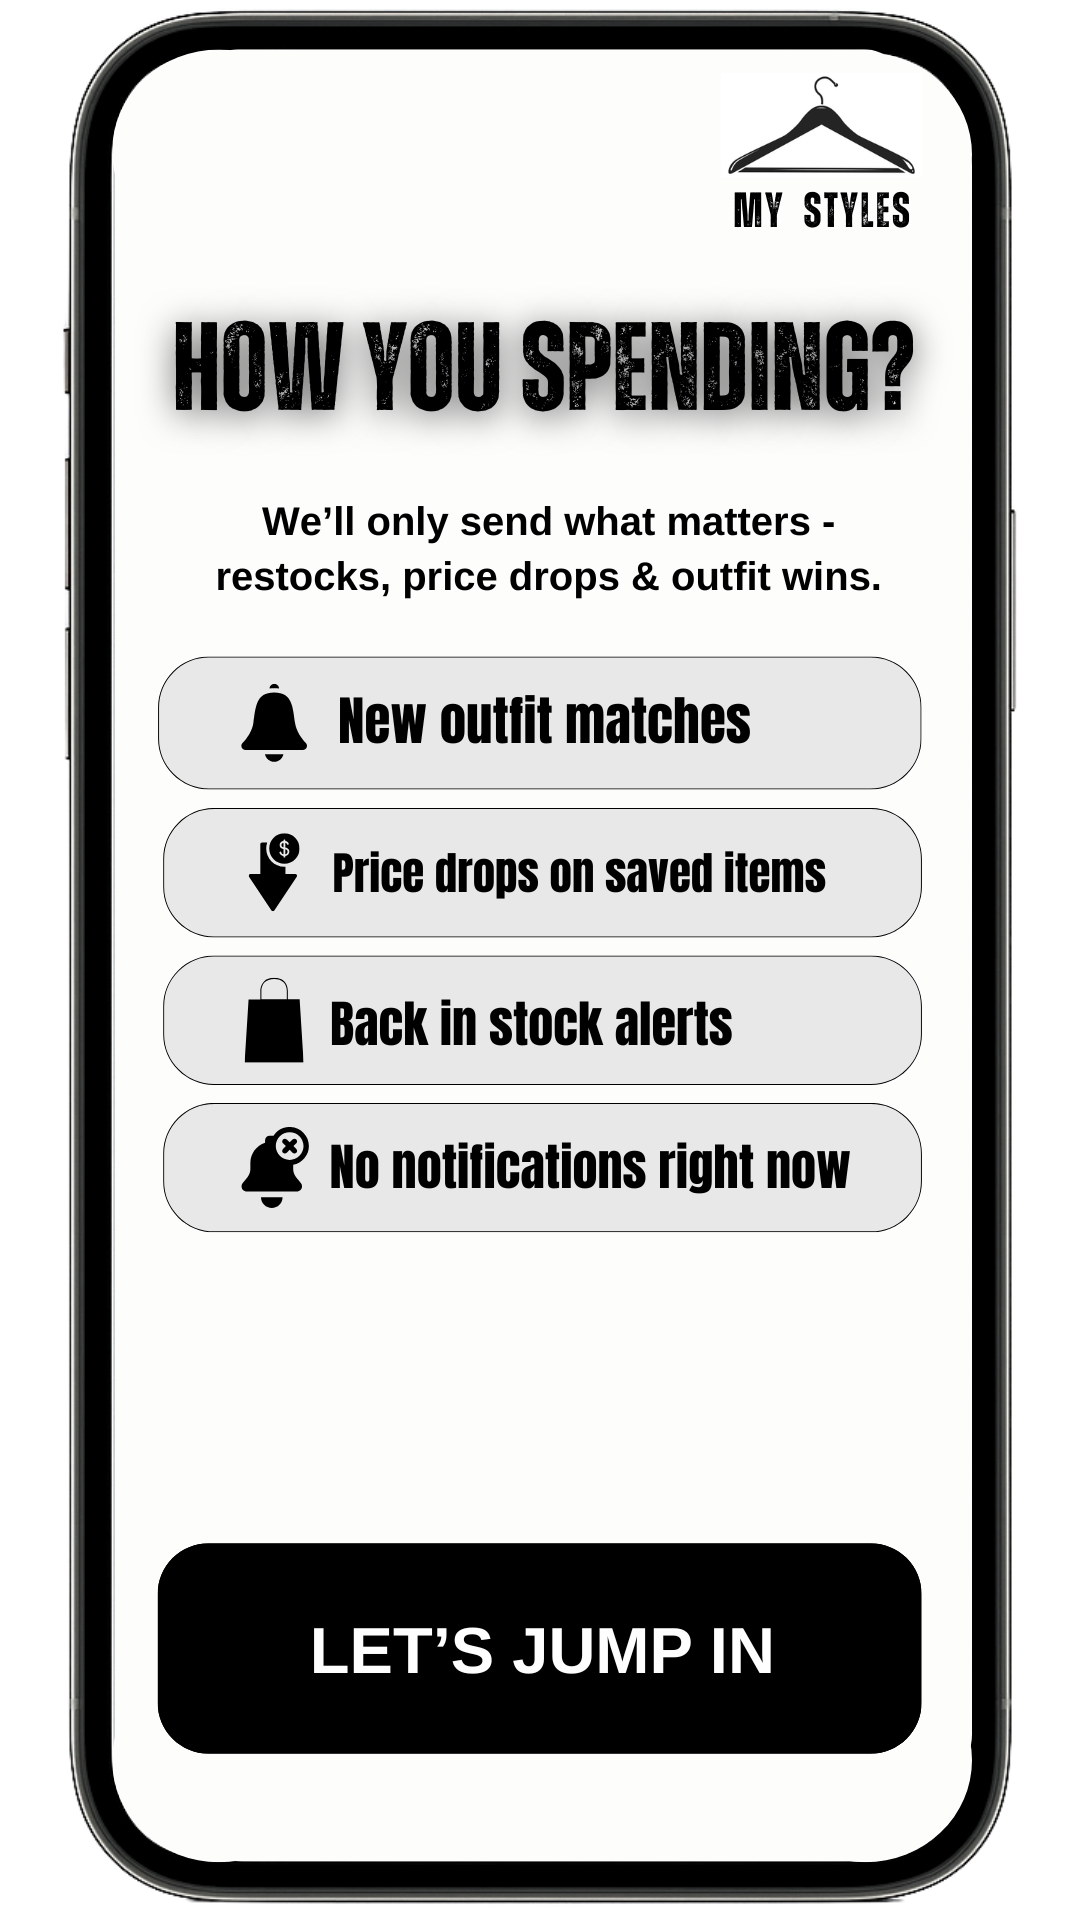 MY STYLES
HOW YOU SPENDING?
We’ll only send what matters -
restocks, price drops & outfit wins.
New outfit matches
$
Price drops on saved items
Back in stock alerts
No notifications right now
LET’S JUMP IN